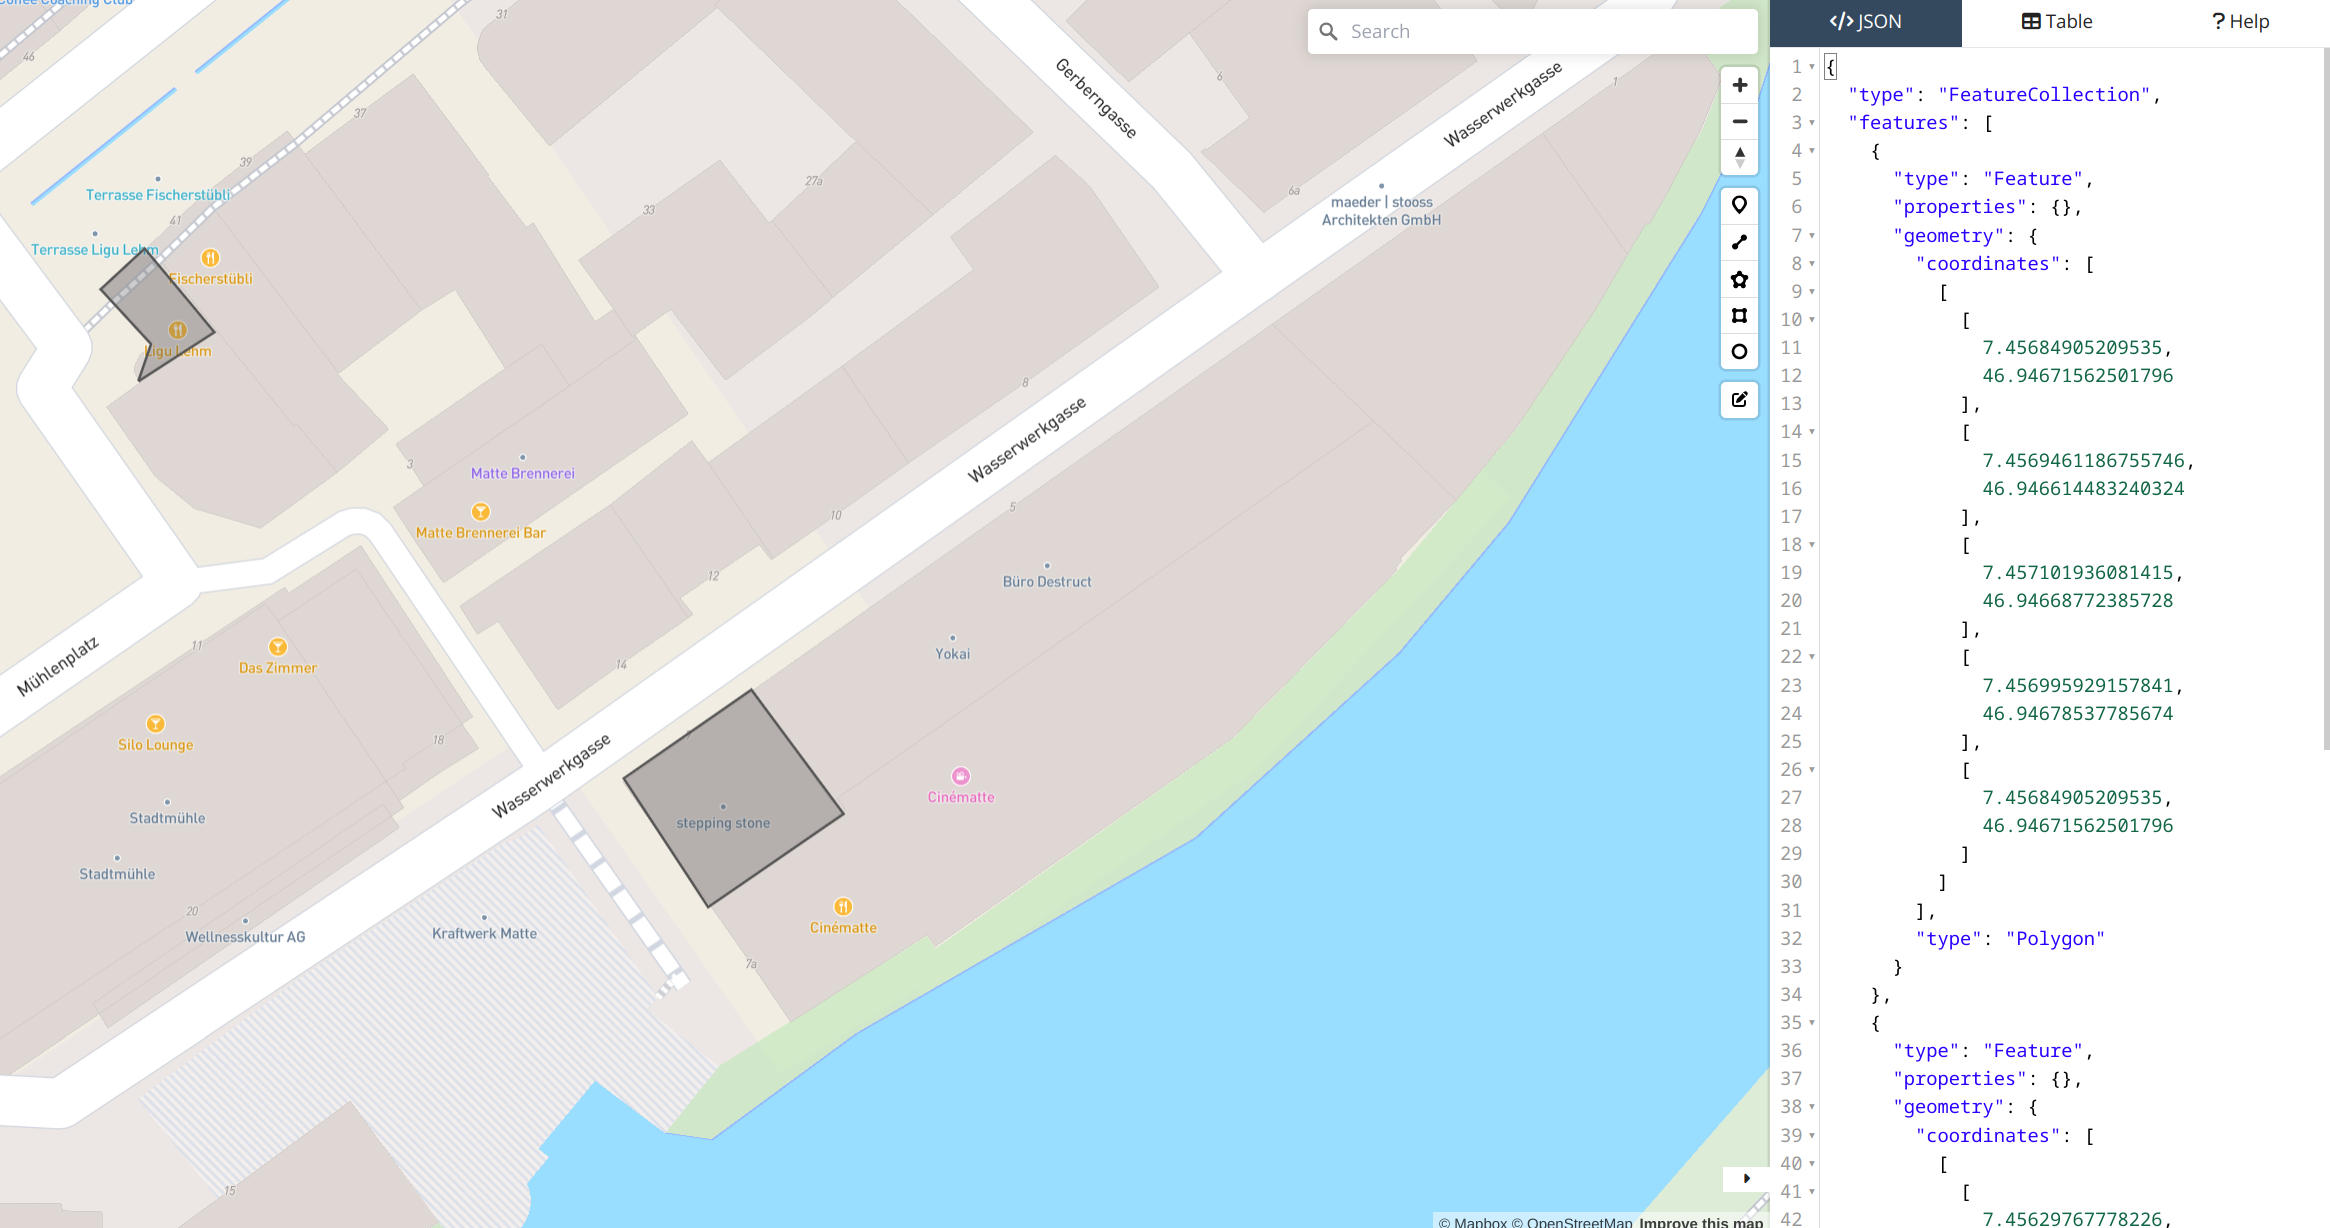 Coffee Coaching Club
46
31
37
39
Terrasse Fischerstübli
41
Terrasse Ligu Lehm
Fischerstübli
Ligu Lehm
33
27a
Gerberngasse
6
6a
1
Wasserwerkgasse
maeder | stooss
Architekten GmbH
8
Wasserwerkgasse
3
Matte Brennerei
Matte Brennerei Bar
10
5
12
Büro Destruct
14
Yokai
Mühlenplatz
11
Das Zimmer
Silo Lounge
18
Stadtmühle
Stadtmühle
20
Wellnesskultur AG
Wasserwerkgasse
Kraftwerk Matte
stepping stone
Cinématte
Cinématte
7a
15
© Mapbox © OpenStreetMap Improve this map
Search
</> JSON
Table
? Help
1 {
2 "type": "FeatureCollection",
3 "features": [
4 {
5 "type": "Feature",
6 "properties": {},
7 "geometry": {
8 "coordinates": [
9 [
10 [
11 7.45684905209535,
12 46.94671562501796
13 ],
14 [
15 7.4569461186755746,
16 46.946614483240324
17 ],
18 [
19 7.457101936081415,
20 46.94668772385728
21 ],
22 [
23 7.456995929157841,
24 46.94678537785674
25 ],
26 [
27 7.45684905209535,
28 46.94671562501796
29 ]
30 ]
31 ],
32 "type": "Polygon"
33 }
34 },
35 {
36 "type": "Feature",
37 "properties": {},
38 "geometry": {
39 "coordinates": [
40 [
41 [
42 7.45629767778226,